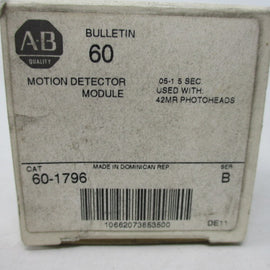 AB
QUALITY
BULLETIN
60
MOTION DETECTOR
MODULE
.05-1.5 SEC.
USED WITH:
42MR PHOTOHEADS
CAT
MADE IN DOMINICAN REP.
SER
60-1796
B
10662073653500
DE11